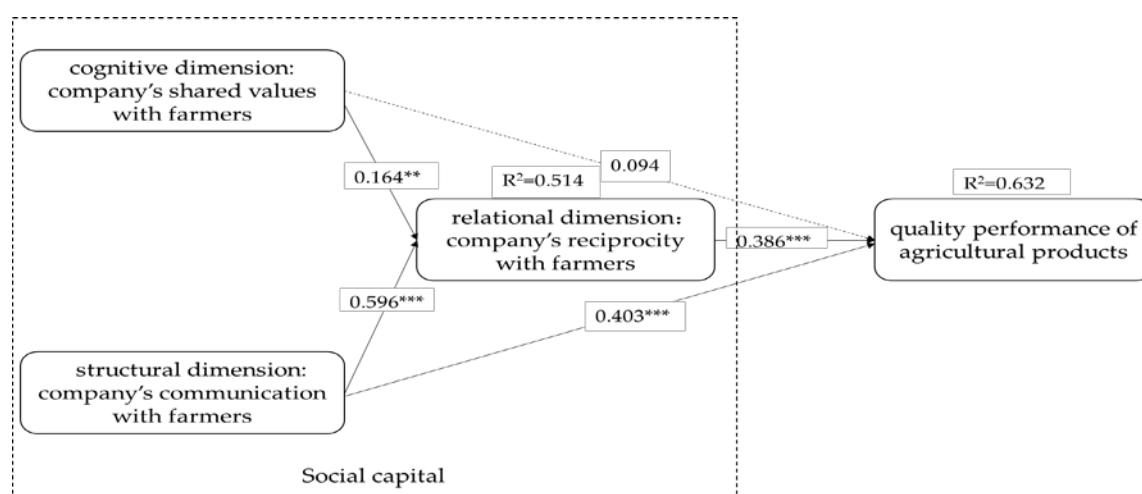 cognitive dimension:
company's shared values
with farmers
0.164**
R²=0.514
0.094
R²=0.632
relational dimension:
company's reciprocity
with farmers
0.386***
quality performance of
agricultural products
0.596***
0.403***
structural dimension:
company's communication
with farmers
Social capital